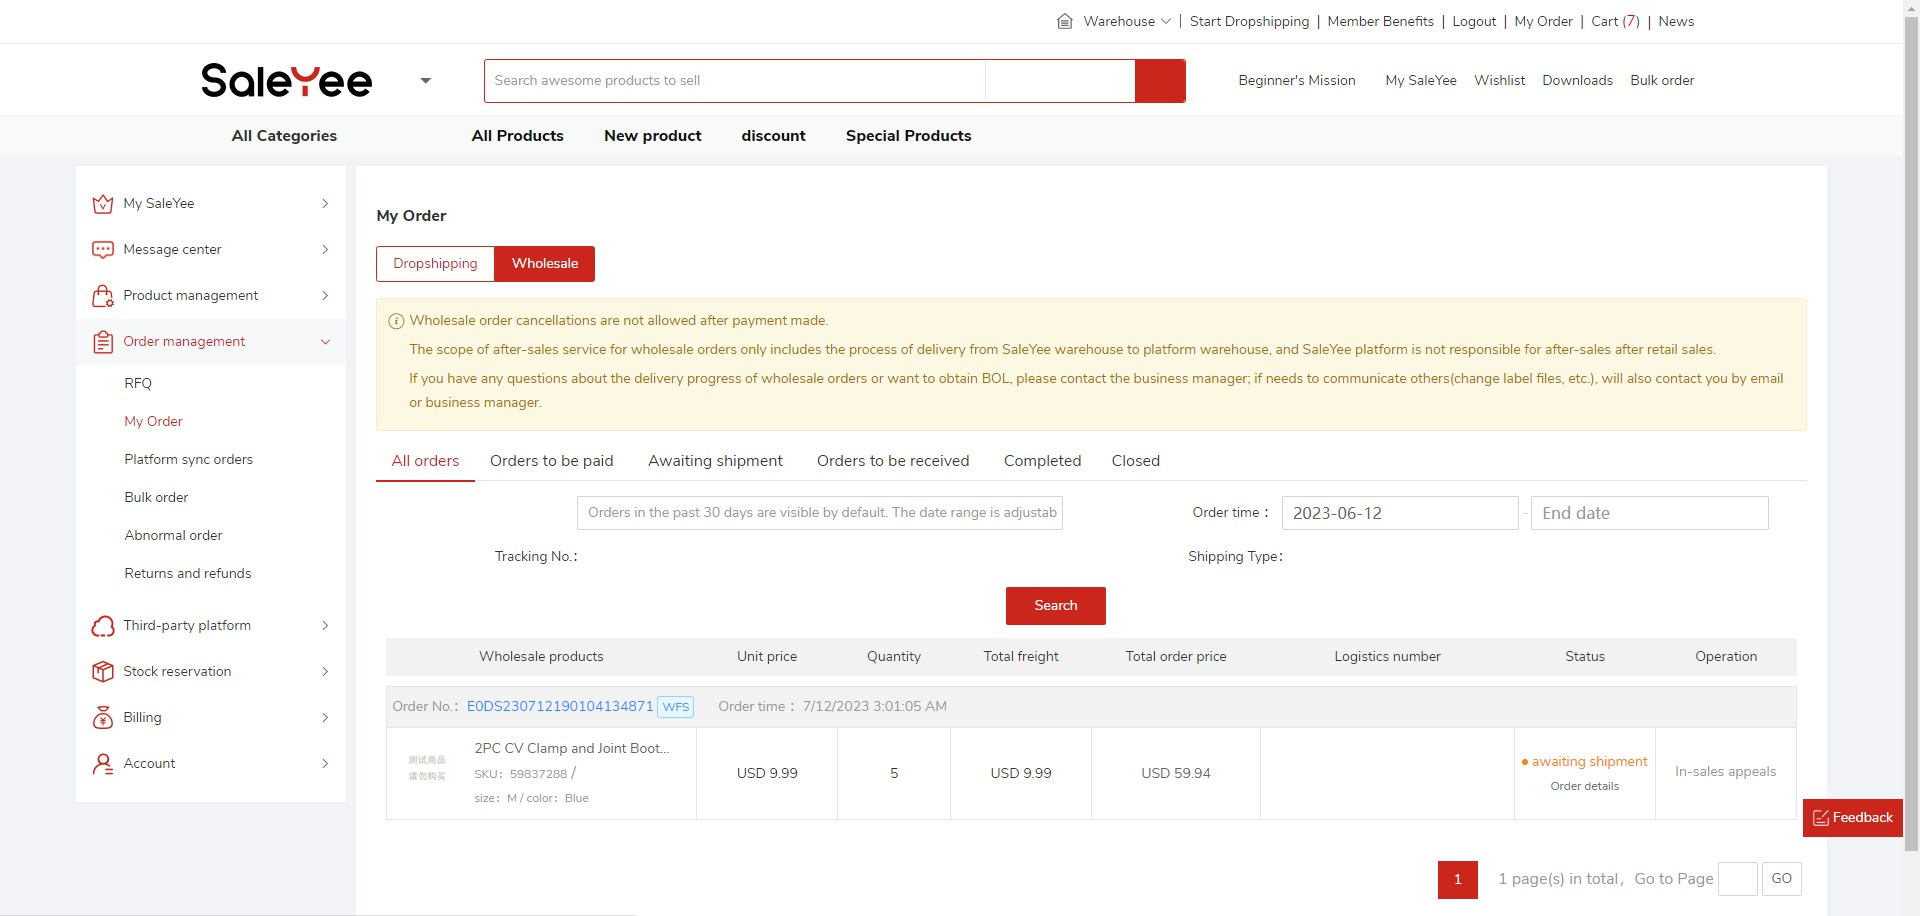 Warehouse | Start Dropshipping | Member Benefits | Logout | My Order | Cart (7) | News
SaleYee
Search awesome products to sell
Beginner's Mission My SaleYee Wishlist Downloads Bulk order
All Categories All Products New product discount Special Products
My SaleYee
Message center
Product management
Order management
RFQ
My Order
Platform sync orders
Bulk order
Abnormal order
Returns and refunds
Third-party platform
Stock reservation
Billing
Account
My Order
Dropshipping Wholesale
Wholesale order cancellations are not allowed after payment made.
The scope of after-sales service for wholesale orders only includes the process of delivery from SaleYee warehouse to platform warehouse, and SaleYee platform is not responsible for after-sales after retail sales.
If you have any questions about the delivery progress of wholesale orders or want to obtain BOL, please contact the business manager; if needs to communicate others(change label files, etc.), will also contact you by email
or business manager.
All orders Orders to be paid Awaiting shipment Orders to be received Completed Closed
Orders in the past 30 days are visible by default. The date range is adjustab
Order time： 2023-06-12 - End date
Tracking No.： Shipping Type：
Search
Wholesale products Unit price Quantity Total freight Total order price Logistics number Status Operation
Order No.： E0DS230712190104134871 WFS Order time： 7/12/2023 3:01:05 AM
测试商品
请勿购买
2PC CV Clamp and Joint Boot...
SKU：59837288 /
size：M / color：Blue
USD 9.99 5 USD 9.99 USD 59.94
awaiting shipment
Order details
In-sales appeals
Feedback
1 1 page(s) in total，Go to Page GO